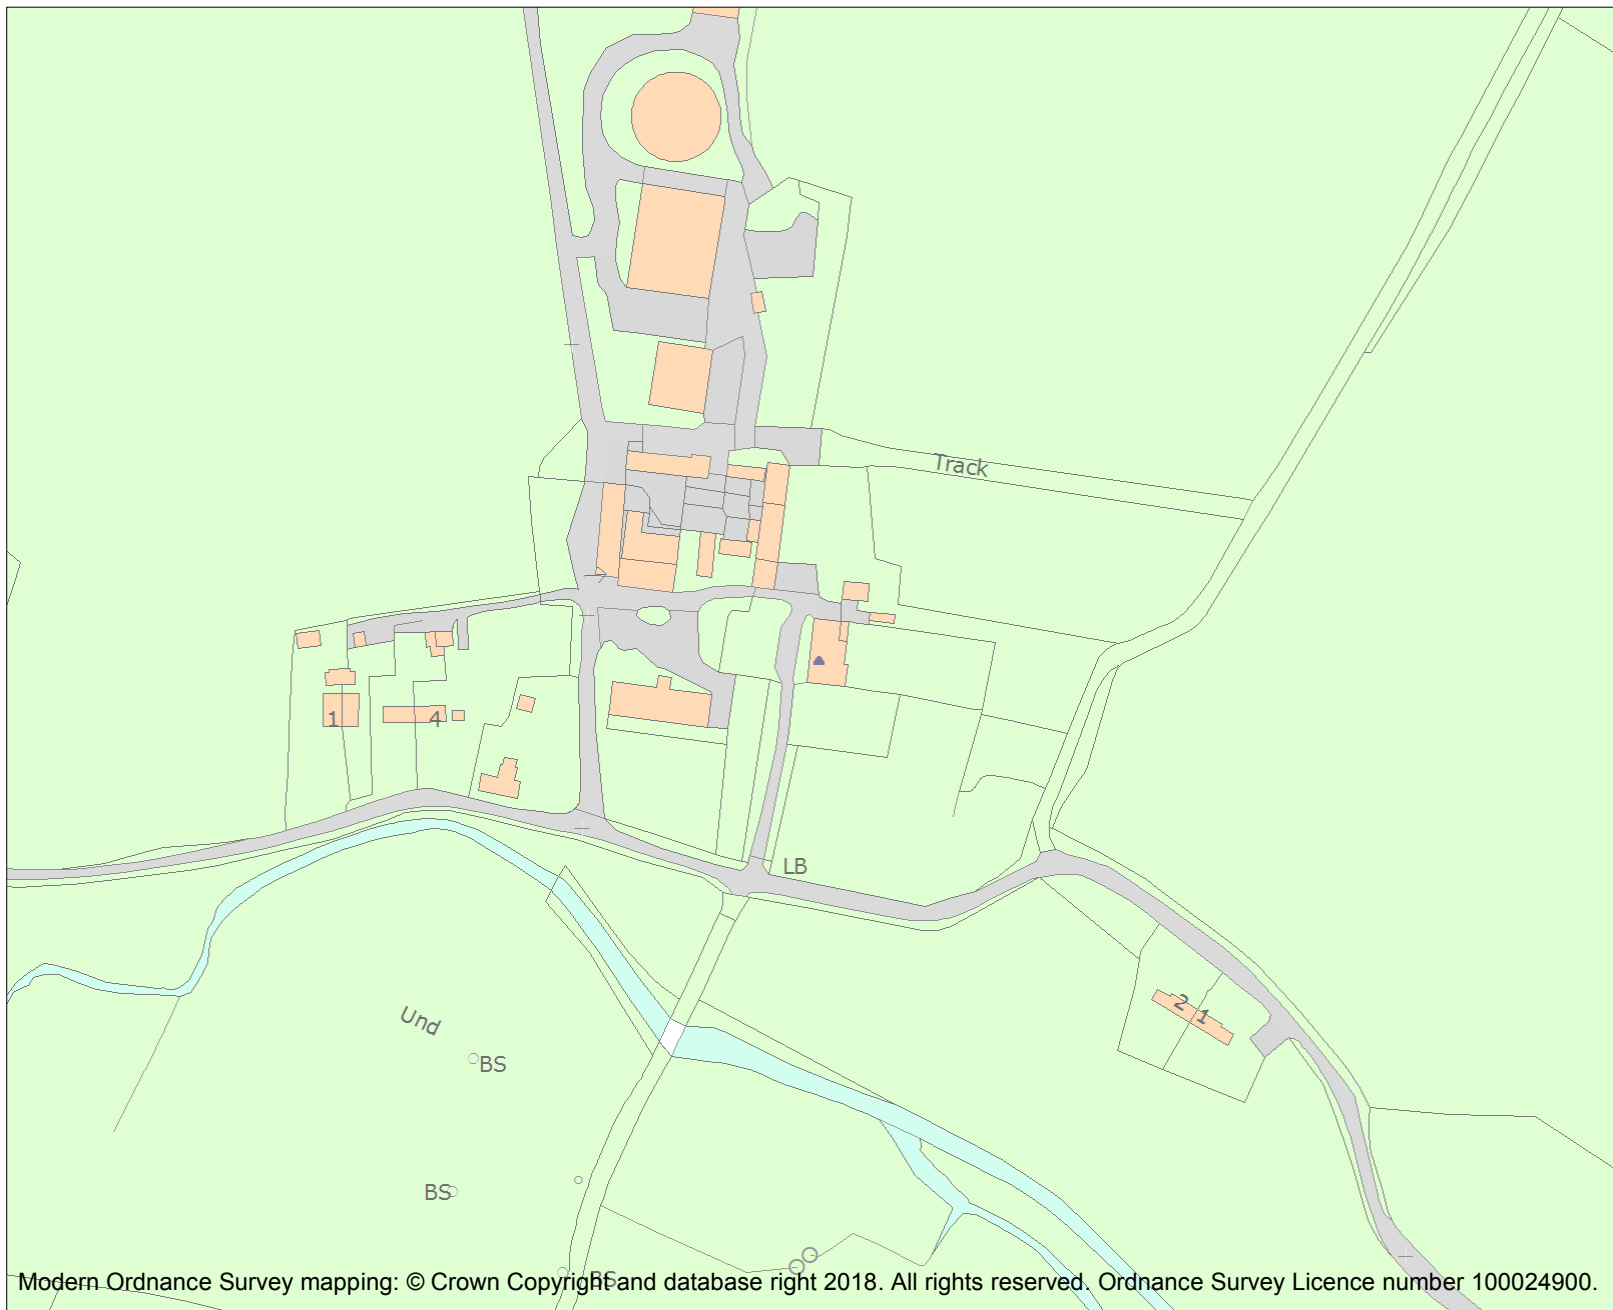 Track
1
4
LB
2
1
Und
BS
BS
BS
Modern Ordnance Survey mapping: © Crown Copyright and database right 2018. All rights reserved. Ordnance Survey Licence number 100024900.